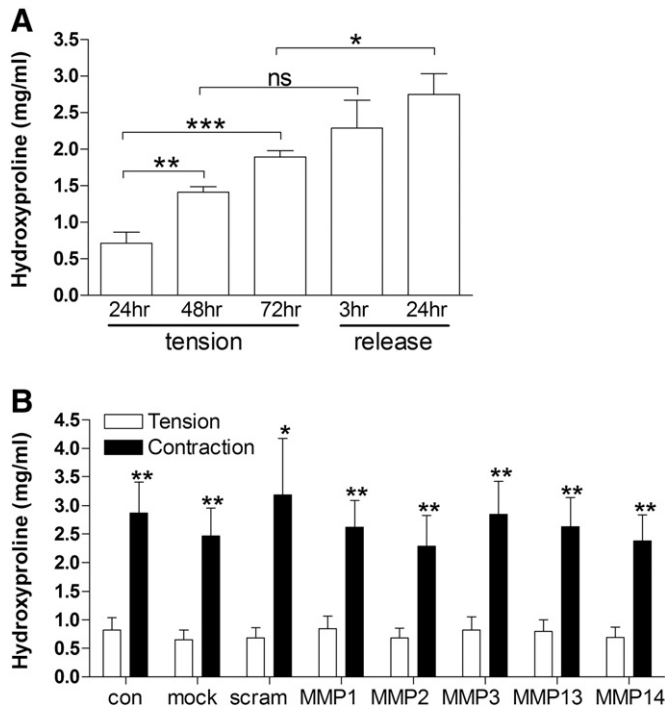 A
Hydroxyproline (mg/ml)
3.5
3.0
2.5
2.0
1.5
1.0
0.5
0.0
*
ns
***
**
24hr 48hr 72hr 3hr 24hr
tension release
B
Hydroxyproline (mg/ml)
4.5
4.0
3.5
3.0
2.5
2.0
1.5
1.0
0.5
0.0
Tension
Contraction
** ** * ** ** ** ** **
con mock scram MMP1 MMP2 MMP3 MMP13 MMP14